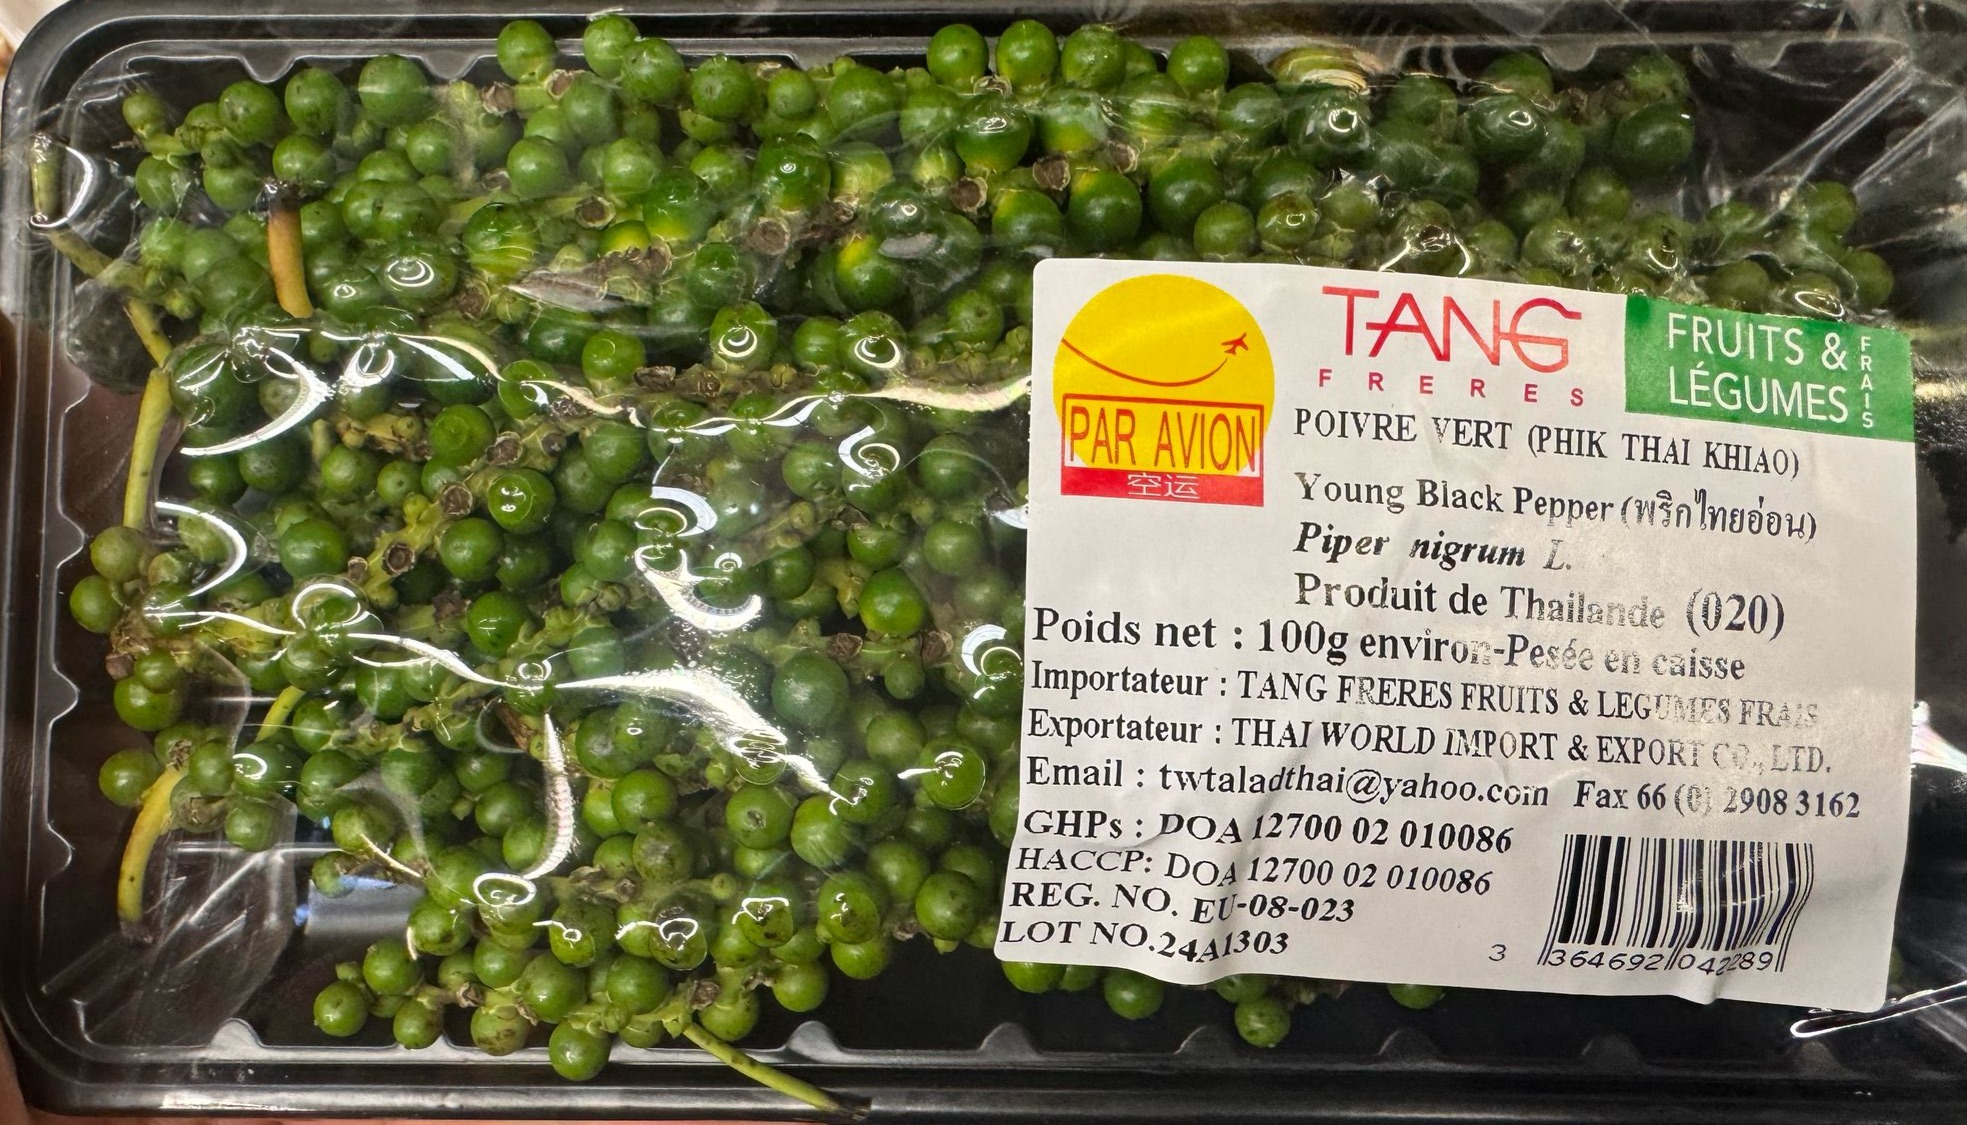 TANG
FRERES
FRUITS &
LÉGUMES
FRAIS
PAR AVION
空运
POIVRE VERT (PHIK THAI KHIAO)
Young Black Pepper (พริกไทยอ่อน)
Piper nigrum L.
Produit de Thailande (020)
Poids net : 100g environ-Pesée en caisse
Importateur : TANG FRERES FRUITS & LEGUMES FRAIS
Exportateur : THAI WORLD IMPORT & EXPORT CO., LTD.
Email : twtaladthai@yahoo.com Fax 66 (0) 2908 3162
GHPs : DOA 12700 02 010086
HACCP: DOA 12700 02 010086
REG. NO. EU-08-023
LOT NO.24A1303
3 364692 042289